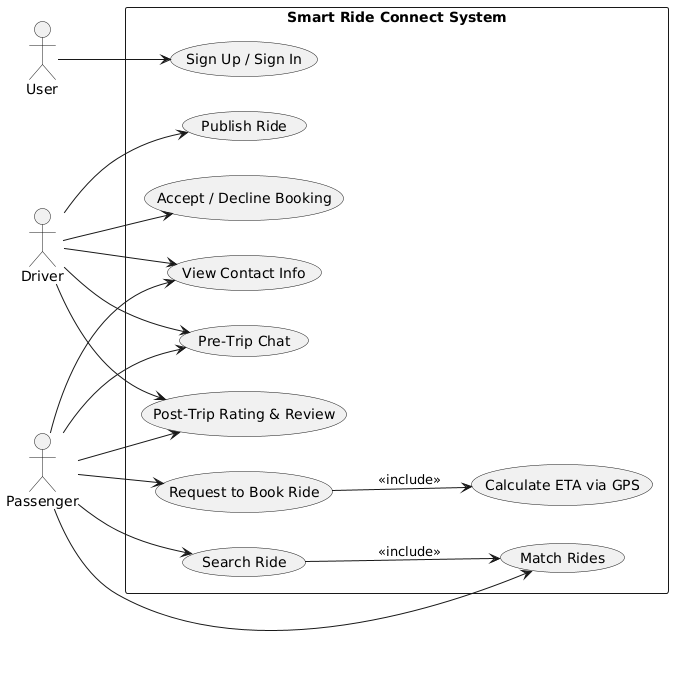 Smart Ride Connect System
User
Sign Up / Sign In
Publish Ride
Accept / Decline Booking
Driver
View Contact Info
Pre-Trip Chat
Post-Trip Rating & Review
Passenger
Request to Book Ride
«include»
Calculate ETA via GPS
Search Ride
«include»
Match Rides